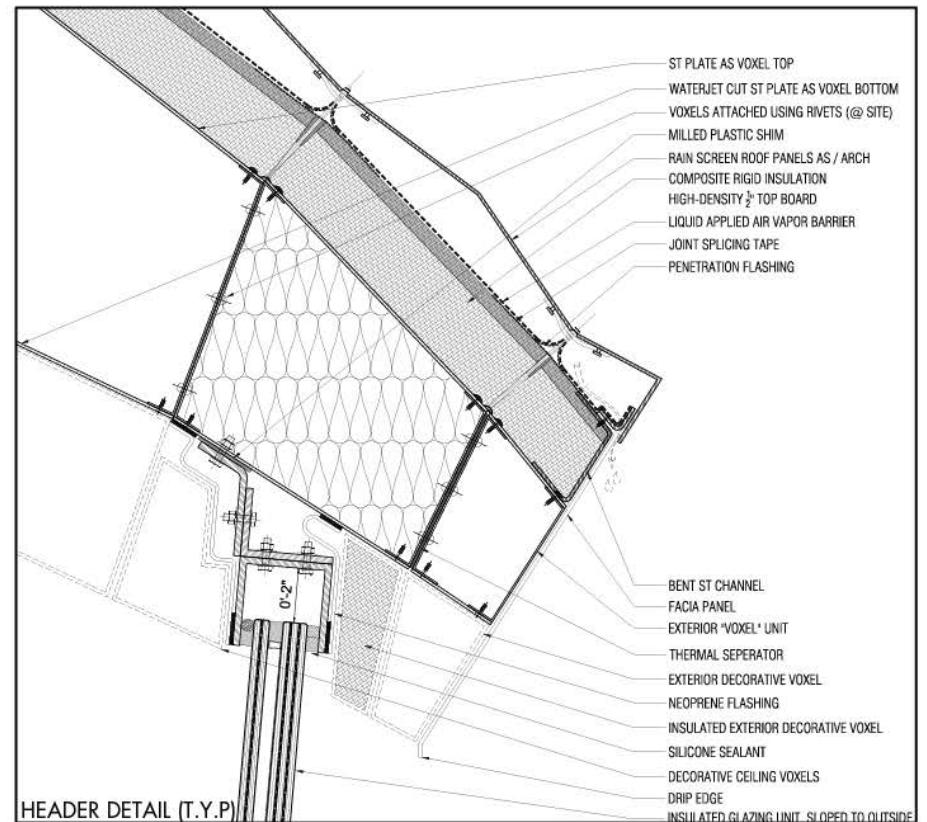 ST PLATE AS VOXEL TOP
WATERJET CUT ST PLATE AS VOXEL BOTTOM
VOXELS ATTACHED USING RIVETS (@ SITE)
MILLED PLASTIC SHIM
RAIN SCREEN ROOF PANELS AS / ARCH
COMPOSITE RIGID INSULATION
HIGH-DENSITY 1/2" TOP BOARD
LIQUID APPLIED AIR VAPOR BARRIER
JOINT SPLICING TAPE
PENETRATION FLASHING
BENT ST CHANNEL
FACIA PANEL
EXTERIOR "VOXEL" UNIT
THERMAL SEPERATOR
EXTERIOR DECORATIVE VOXEL
NEOPRENE FLASHING
INSULATED EXTERIOR DECORATIVE VOXEL
SILICONE SEALANT
DECORATIVE CEILING VOXELS
DRIP EDGE
INSULATED GLAZING UNIT, SLOPED TO OUTSIDE
0'-2"
HEADER DETAIL (T.Y.P)